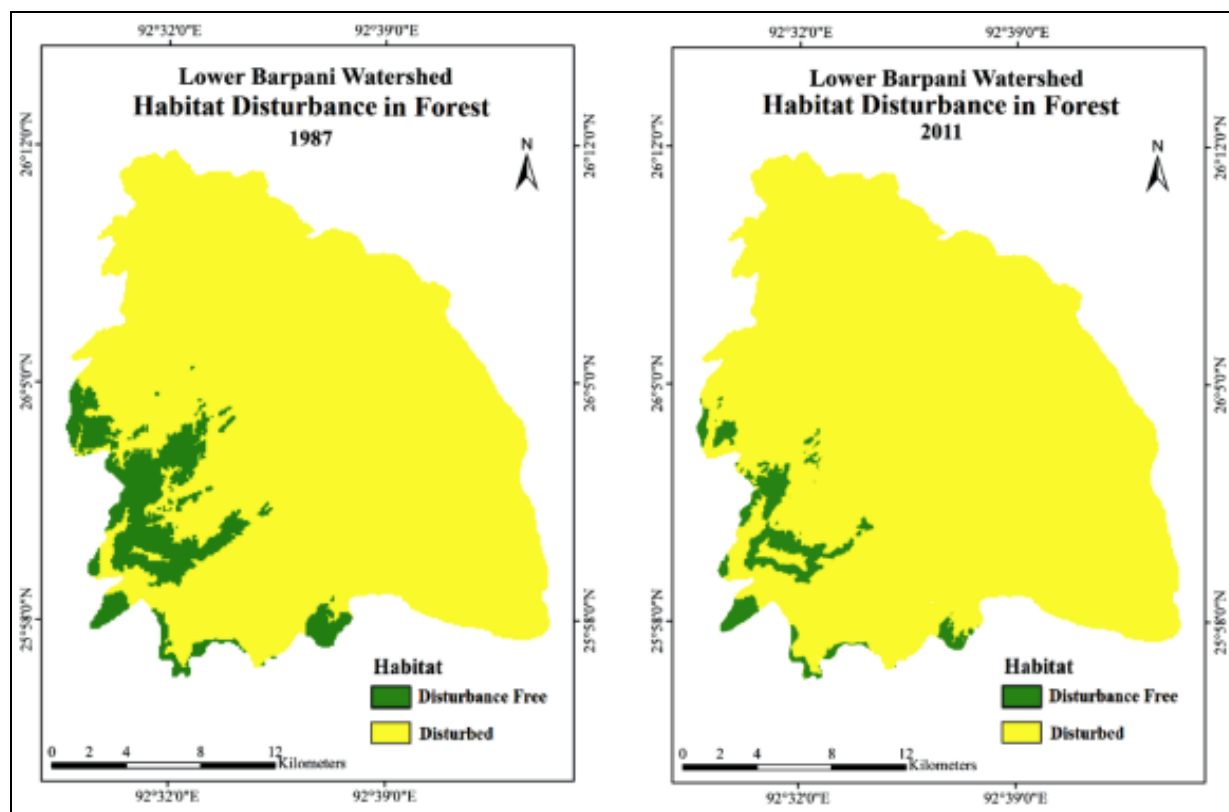 92°32'0"E 92°39'0"E
Lower Barpani Watershed
Habitat Disturbance in Forest
1987
N
26°12'0"N 26°12'0"N
26°5'0"N 26°5'0"N
25°58'0"N 25°58'0"N
Habitat
Disturbance Free
Disturbed
0 2 4 8 12
Kilometers
92°32'0"E 92°39'0"E
92°32'0"E 92°39'0"E
Lower Barpani Watershed
Habitat Disturbance in Forest
2011
N
26°12'0"N 26°12'0"N
26°5'0"N 26°5'0"N
25°58'0"N 25°58'0"N
Habitat
Disturbance Free
Disturbed
0 2 4 8 12
Kilometers
92°32'0"E 92°39'0"E